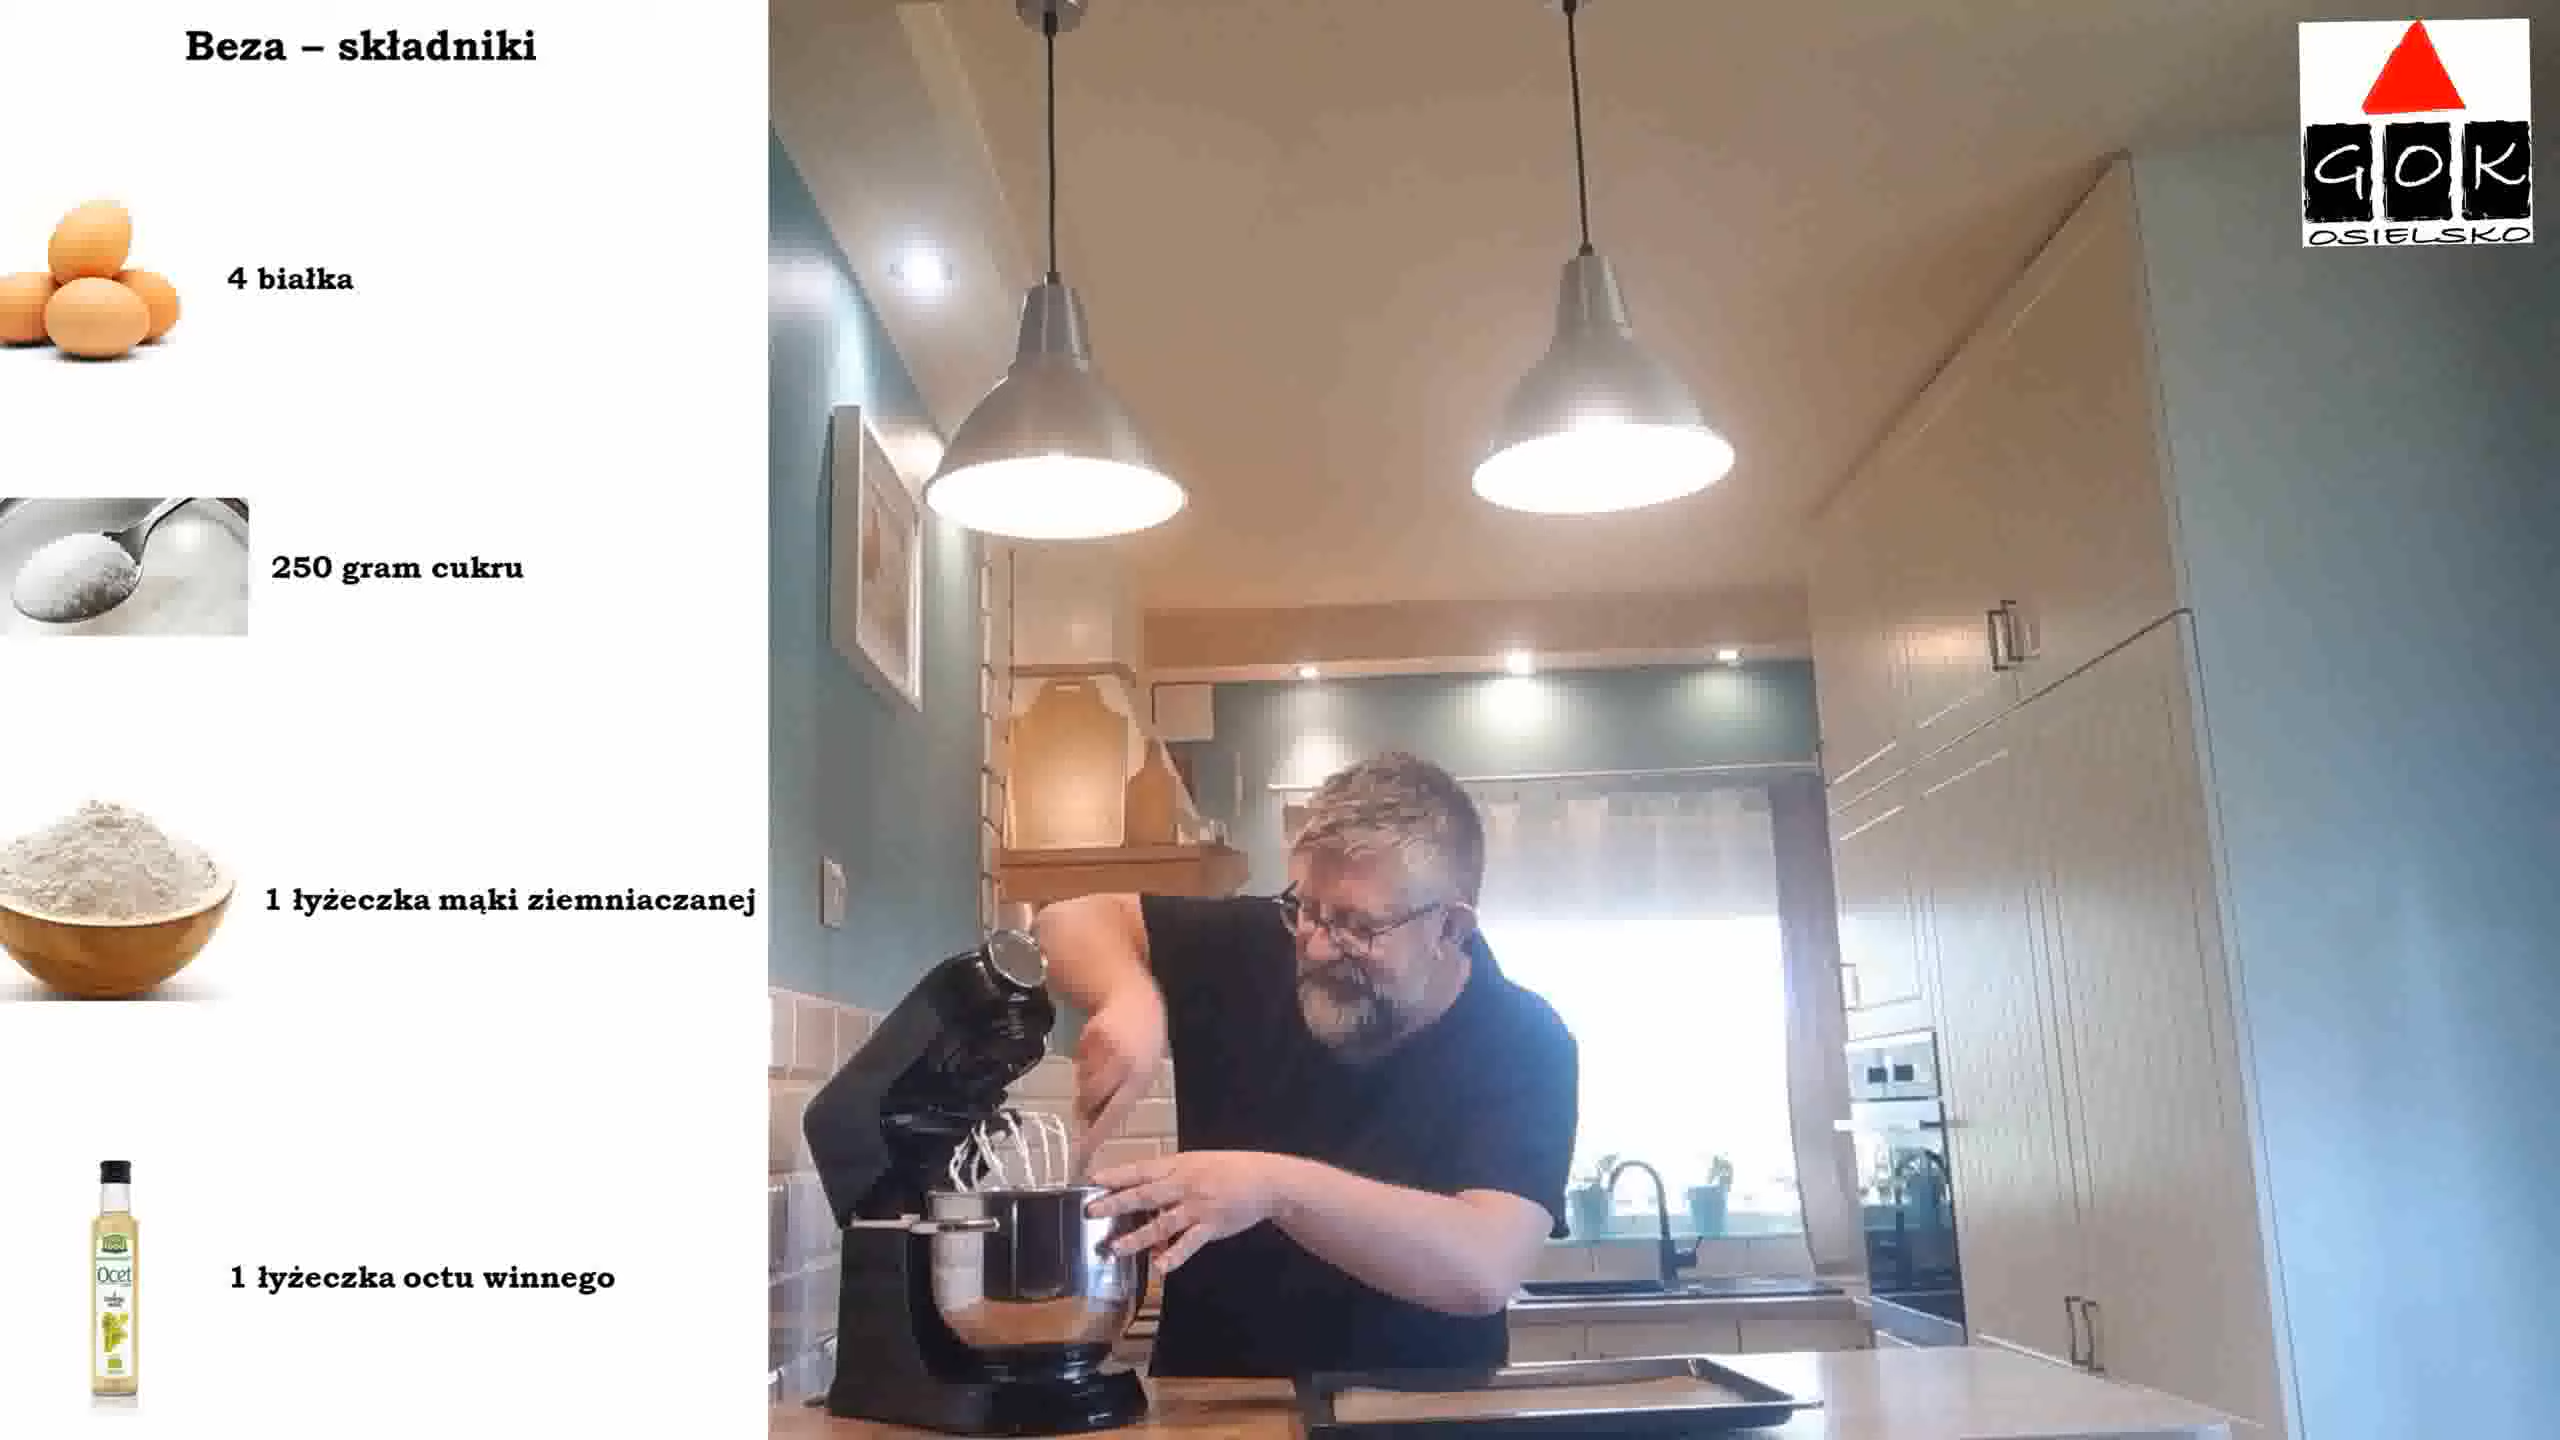 Beza – składniki
4 białka
250 gram cukru
1 łyżeczka mąki ziemniaczanej
Ocet
1 łyżeczka octu winnego
GOK
OSIELSKO